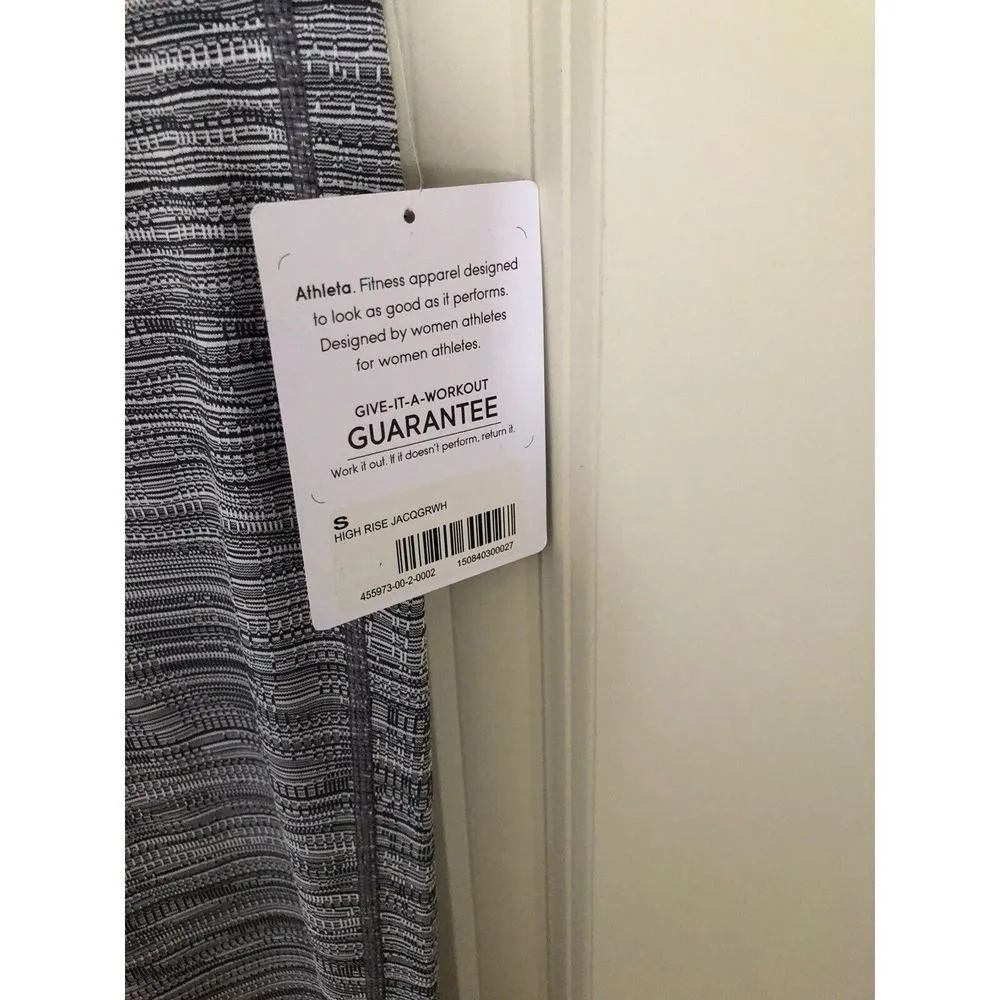 Athleta. Fitness apparel designed
to look as good as it performs.
Designed by women athletes
for women athletes.
GIVE-IT-A-WORKOUT
GUARANTEE
Work it out. If it doesn't perform, return it.
S
HIGH RISE JACQGRWH
455973-00-2-0002 150840300027